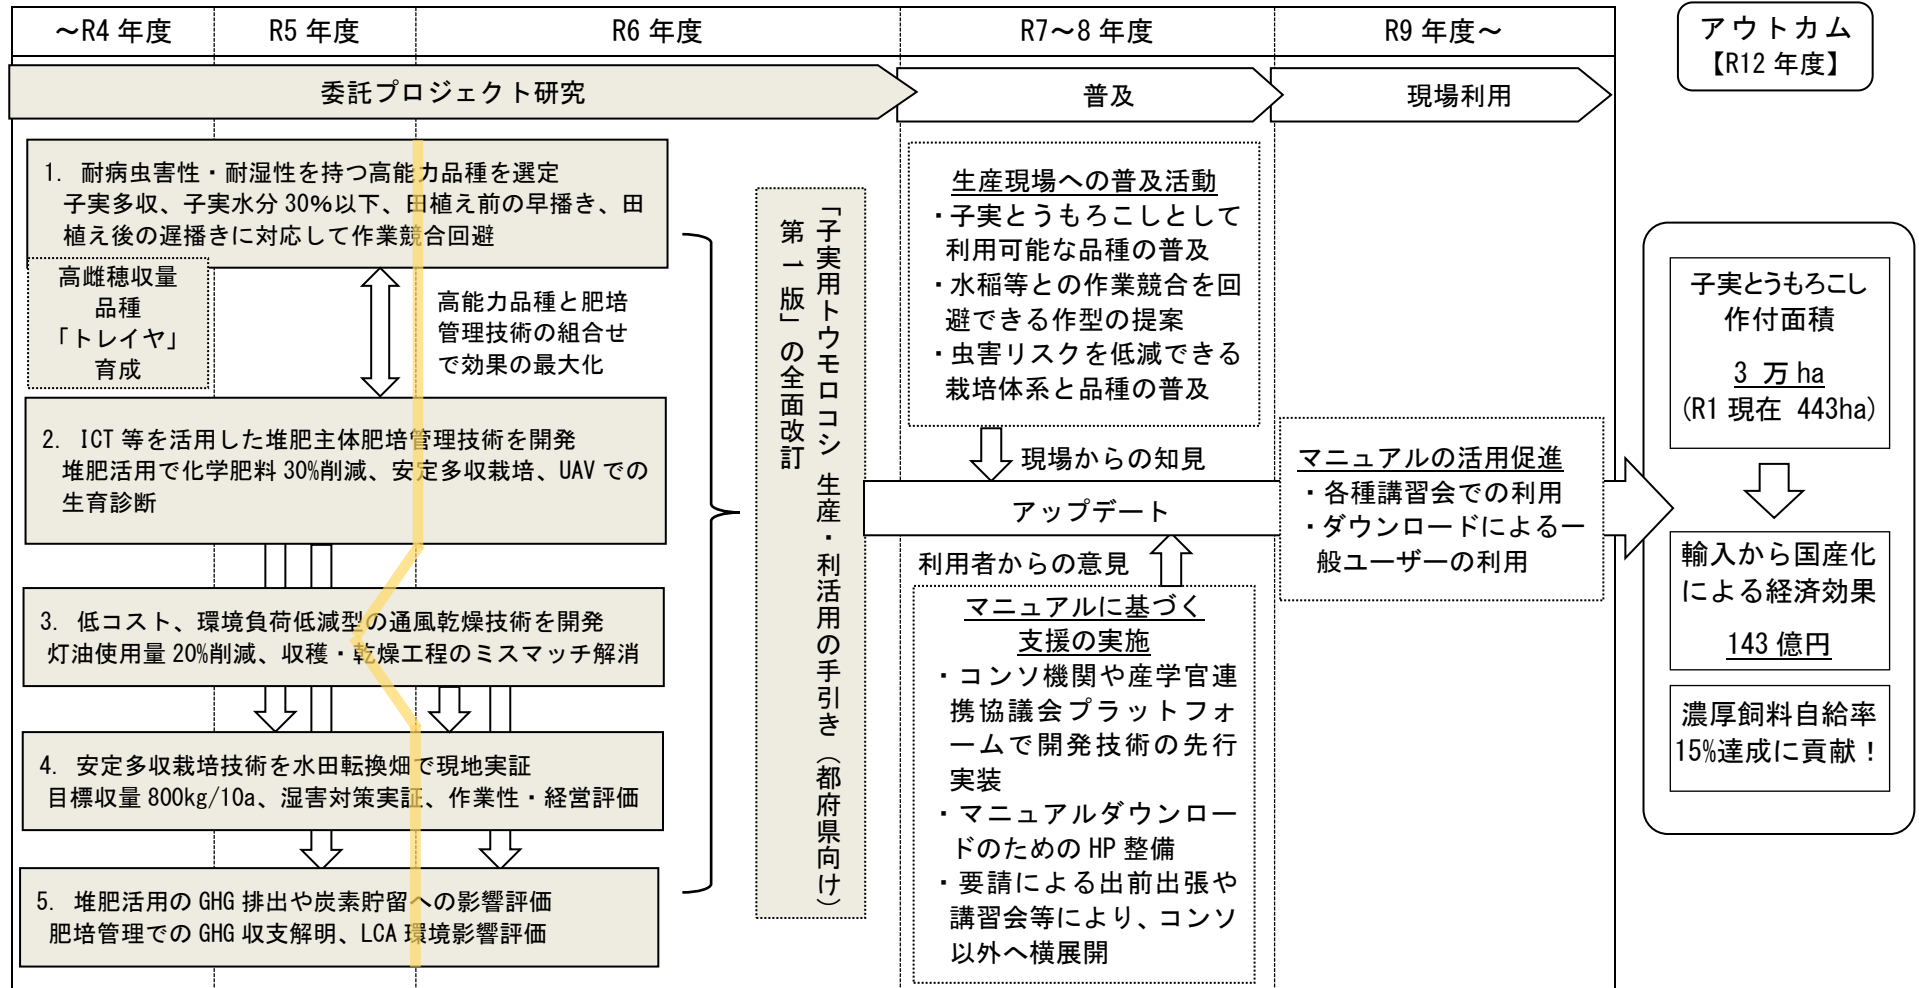 ～R4 年度
R5 年度
R6 年度
R7～8 年度
R9 年度～
アウトカム
【R12 年度】
委託プロジェクト研究
普及
現場利用
1. 耐病虫害性・耐湿性を持つ高能力品種を選定
子実多収、子実水分 30%以下、田植え前の早播き、田
植え後の遅播きに対応して作業競合回避
高雌穂収量
品種
「トレイヤ」
育成
高能力品種と肥培
管理技術の組合せ
で効果の最大化
2. ICT 等を活用した堆肥主体肥培管理技術を開発
堆肥活用で化学肥料 30%削減、安定多収栽培、UAV での
生育診断
3. 低コスト、環境負荷低減型の通風乾燥技術を開発
灯油使用量 20%削減、収穫・乾燥工程のミスマッチ解消
4. 安定多収栽培技術を水田転換畑で現地実証
目標収量 800kg/10a、湿害対策実証、作業性・経営評価
5. 堆肥活用の GHG 排出や炭素貯留への影響評価
肥培管理での GHG 収支解明、LCA 環境影響評価
「子実用トウモロコシ 生産・利活用の手引き（都府県向け）
第 1 版」の全面改訂
生産現場への普及活動
・子実とうもろこしとして
利用可能な品種の普及
・水稲等との作業競合を回
避できる作型の提案
・虫害リスクを低減できる
栽培体系と品種の普及
現場からの知見
アップデート
利用者からの意見
マニュアルに基づく
支援の実施
・コンソ機関や産学官連
携協議会プラットフォ
ームで開発技術の先行
実装
・マニュアルダウンロー
ドのための HP 整備
・要請による出前出張や
講習会等により、コンソ
以外へ横展開
マニュアルの活用促進
・各種講習会での利用
・ダウンロードによる一
般ユーザーの利用
子実とうもろこし
作付面積
3 万 ha
(R1 現在 443ha)
輸入から国産化
による経済効果
143 億円
濃厚飼料自給率
15%達成に貢献！